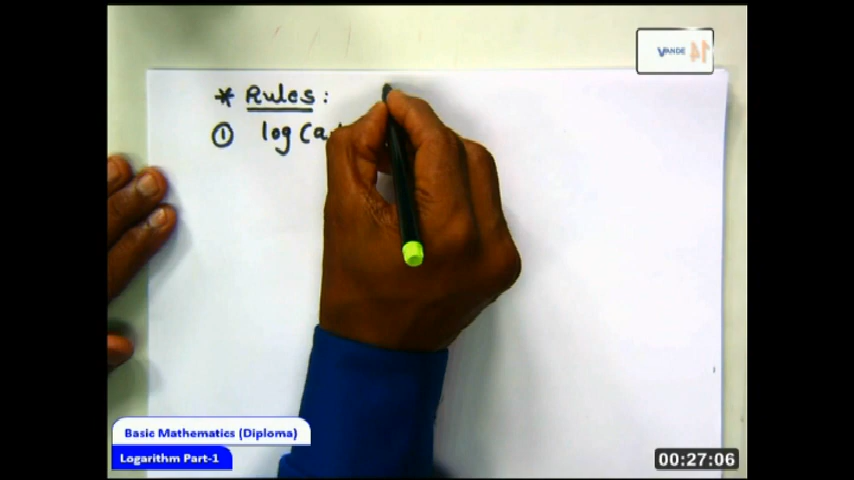 VANDE 14
* Rules :
① log(a
Basic Mathematics (Diploma)
Logarithm Part-1
00:27:06